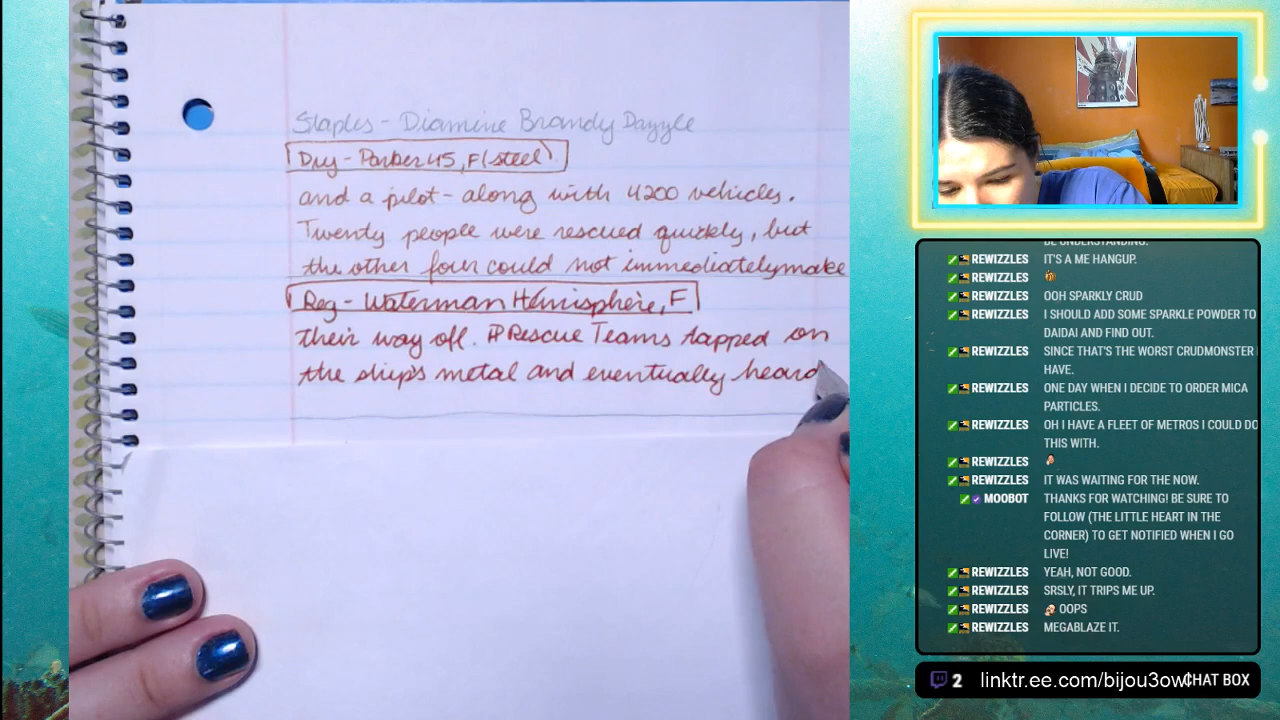 Staples - Diamine Brandy Dazzle
Dry - Parker 45, F (steel)
and a pilot - along with 4200 vehicles.
Twenty people were rescued quickly, but
the other four could not immediately make
Reg - Waterman Hémisphère, F
their way off. Rescue Teams tapped on
the ship's metal and eventually heard
BE UNDERSTANDING.
REWIZZLES IT'S A ME HANGUP.
REWIZZLES
REWIZZLES OOH SPARKLY CRUD
REWIZZLES I SHOULD ADD SOME SPARKLE POWDER TO
DAIDAI AND FIND OUT.
REWIZZLES SINCE THAT'S THE WORST CRUDMONSTER I
HAVE.
REWIZZLES ONE DAY WHEN I DECIDE TO ORDER MICA
PARTICLES.
REWIZZLES OH I HAVE A FLEET OF METROS I COULD DO
THIS WITH.
REWIZZLES
REWIZZLES IT WAS WAITING FOR THE NOW.
MOOBOT THANKS FOR WATCHING! BE SURE TO
FOLLOW (THE LITTLE HEART IN THE
CORNER) TO GET NOTIFIED WHEN I GO
LIVE!
REWIZZLES YEAH, NOT GOOD.
REWIZZLES SRSLY, IT TRIPS ME UP.
REWIZZLES OOPS
REWIZZLES MEGABLAZE IT.
2 linktr.ee.com/bijou3owl CHAT BOX